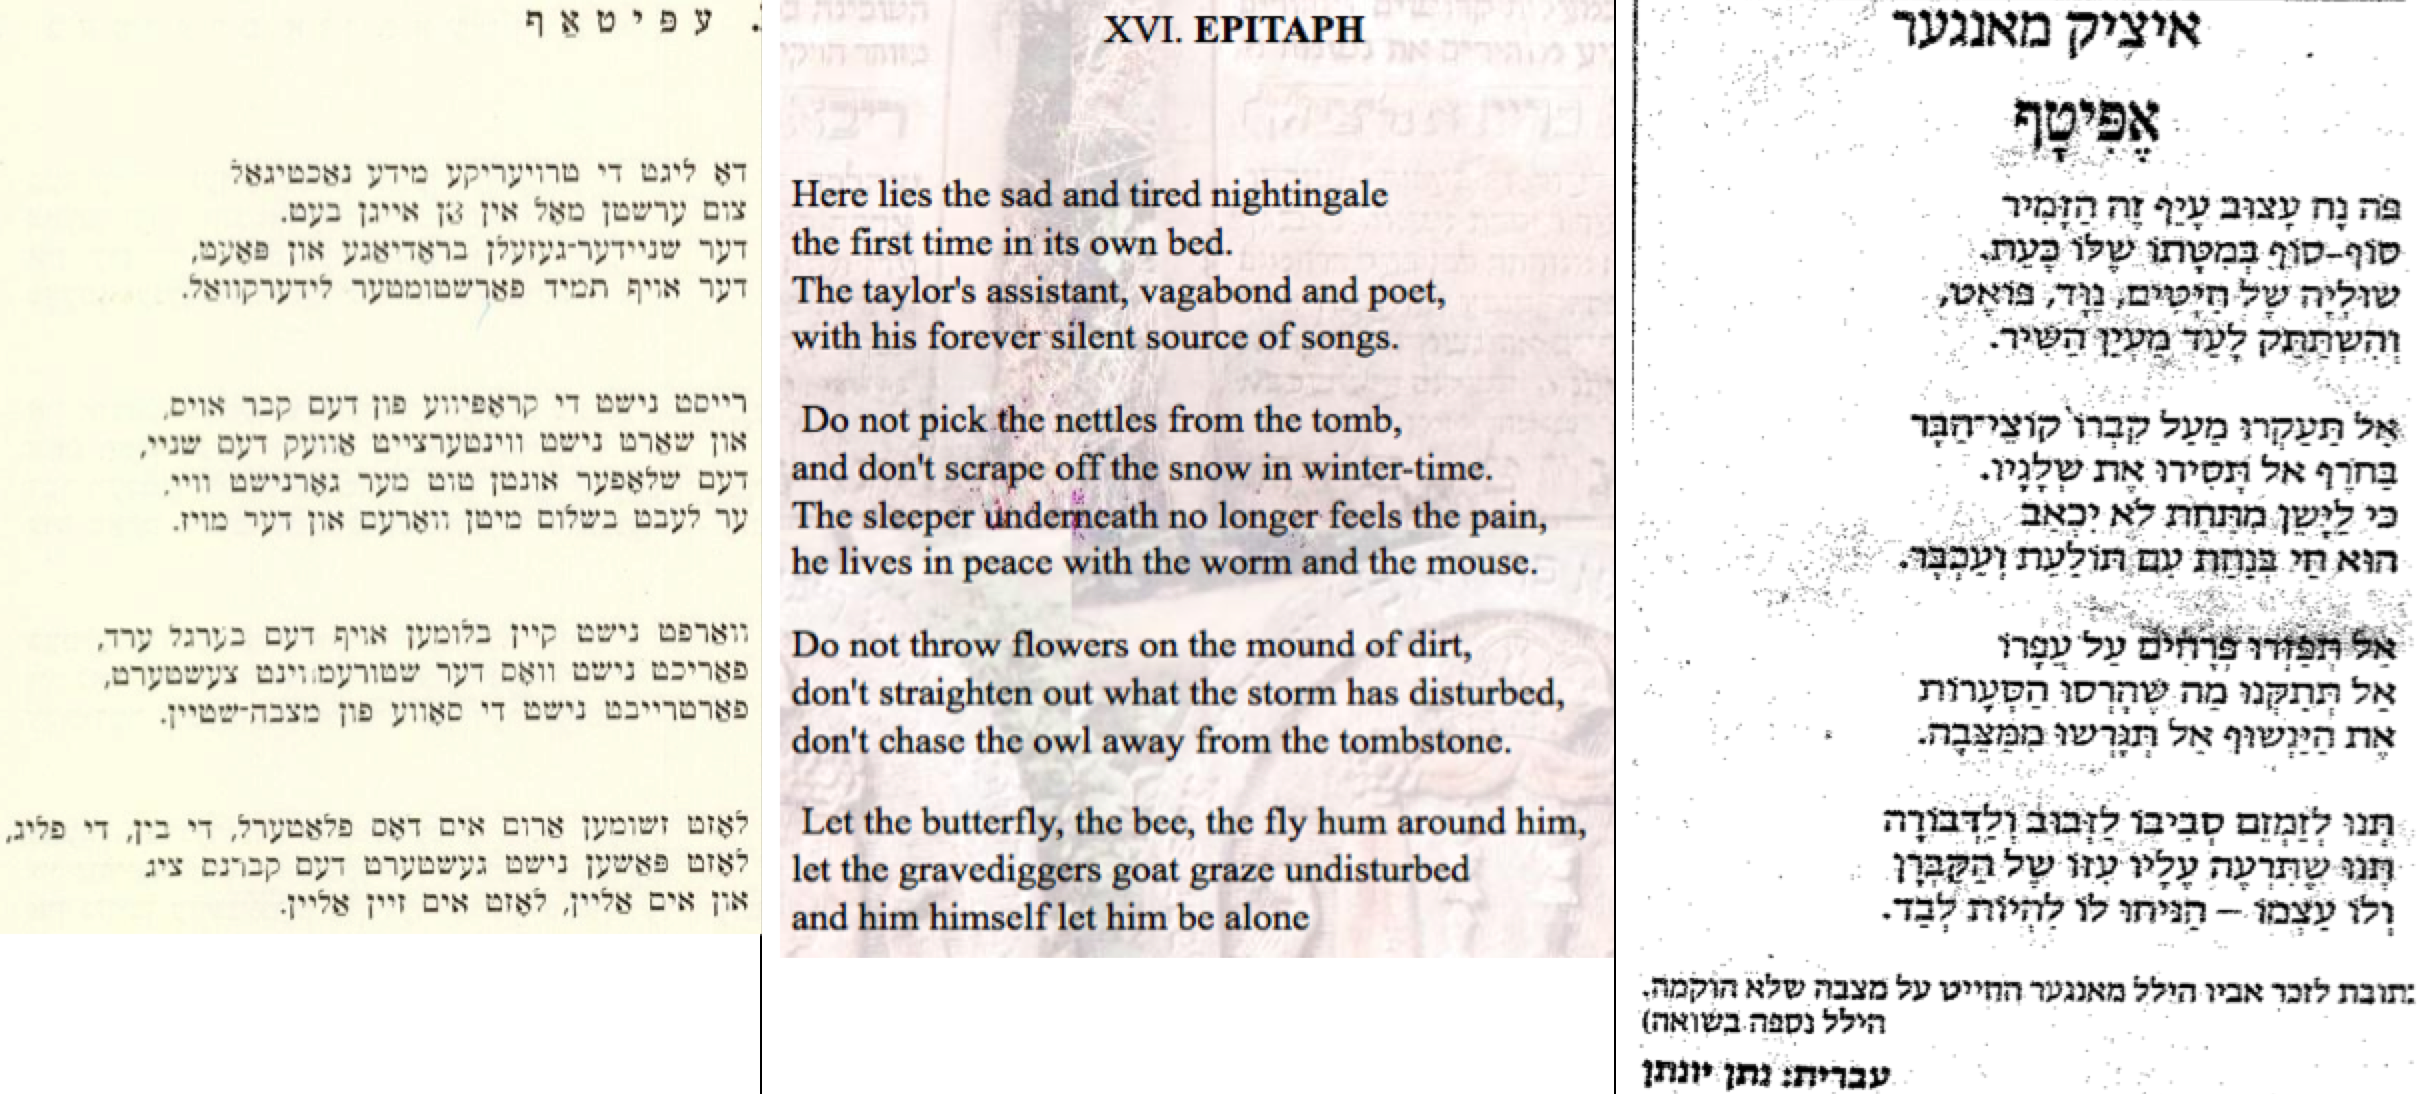 . עפּיטאַף
דאָ ליגט די טרויעריקע מידע נאַכטיגאַל
צום ערשטן מאָל אין אייגן בעט.
דער שניידער-געזעלן בראָדיאַגע און פּאָעט,
דער אויף תמיד פאַרשטומטער לידערקוואַל.
רייסט נישט די קראָפּיווע פון דעם קבר אויס,
און שאַרט נישט ווינטערצייט אַוועק דעם שניי,
דעם שלאָפער אונטן טוט מער גאָרנישט וויי,
ער לעבט בשלום מיטן וואָרעם און דער מויז.
וואַרפט נישט קיין בלומען אויף דעם בערגל ערד,
פאַריכט נישט וואָס דער שטורעמווינט צעשטערט,
פאַרטרייבט נישט די סאָווע פון מצבה-שטיין.
לאָזט זשומען אַרום אים דאָס פלאַטערל, די בין, די פליג,
לאָזט פּאַשען נישט געשטערט דעם קברנס ציג
און אים אַליין, לאָזט אים זיין אַליין.
XVI. EPITAPH
Here lies the sad and tired nightingale
the first time in its own bed.
The taylor's assistant, vagabond and poet,
with his forever silent source of songs.
Do not pick the nettles from the tomb,
and don't scrape off the snow in winter-time.
The sleeper underneath no longer feels the pain,
he lives in peace with the worm and the mouse.
Do not throw flowers on the mound of dirt,
don't straighten out what the storm has disturbed,
don't chase the owl away from the tombstone.
Let the butterfly, the bee, the fly hum around him,
let the gravediggers goat graze undisturbed
and him himself let him be alone
איציק מאנגער
אֶפִּיטָף
פֹּה נָח עָצוּב עָיֵף זֶה הַזָּמִיר
סוֹף-סוֹף בְּמִטָּתוֹ שֶׁלּוֹ כָּעֵת.
שׁוּלְיָה שֶׁל חַיָּטִים, נַוָּד, פּוֹאֵט,
וְהִשְׁתַּתֵּק לָעַד מַעְיַן הַשִּׁיר.
אַל תַּעַקְרוּ מֵעַל קִבְרוֹ קוֹצֵי-הַבָּר
בַּחֹרֶף אַל תָּסִירוּ אֶת שְׁלָגָיו.
כִּי לַיָּשֵׁן מִתַּחַת לֹא יִכְאַב
הוּא חַי בְּנַחַת עִם תּוֹלַעַת וְעַכְבָּר.
אַל תְּפַזְּרוּ פְּרָחִים עַל עֲפָרוֹ
אַל תְּתַקְּנוּ מַה שֶּׁהָרְסוּ הַסְּעָרוֹת
אֶת הַיַּנְשׁוּף אַל תְּגָרְשׁוּ מִמַּצֵּבָה.
תְּנוּ לְזַמְזֵם סְבִיבוֹ לַזְּבוּב וְלַדְּבוֹרָה
תְּנוּ שֶׁתִּרְעֶה עָלָיו עִזּוֹ שֶׁל הַקַּבְּרָן
וְלוֹ עַצְמוֹ – הַנִּיחוּ לוֹ לִהְיוֹת לְבַד.
תובת לזכר אביו הילל מאנגער החייט על מצבה שלא הוקמה.
הילל נספה בשואה)
עברית: נתן יונתן